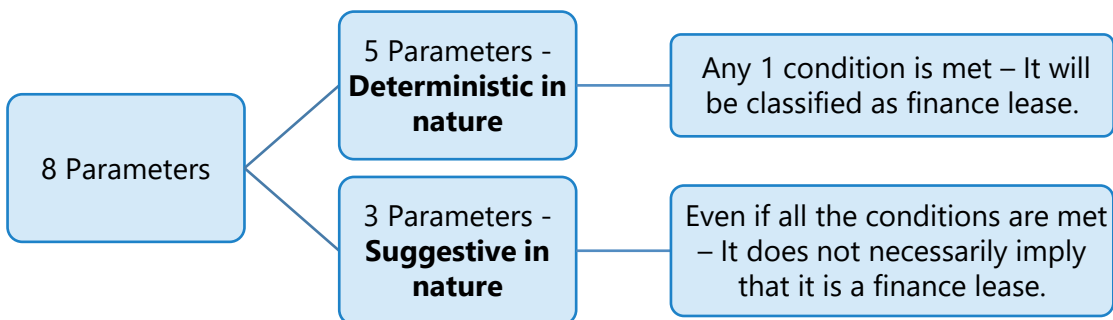 8 Parameters
5 Parameters -
Deterministic in
nature
Any 1 condition is met – It will
be classified as finance lease.
3 Parameters -
Suggestive in
nature
Even if all the conditions are met
– It does not necessarily imply
that it is a finance lease.